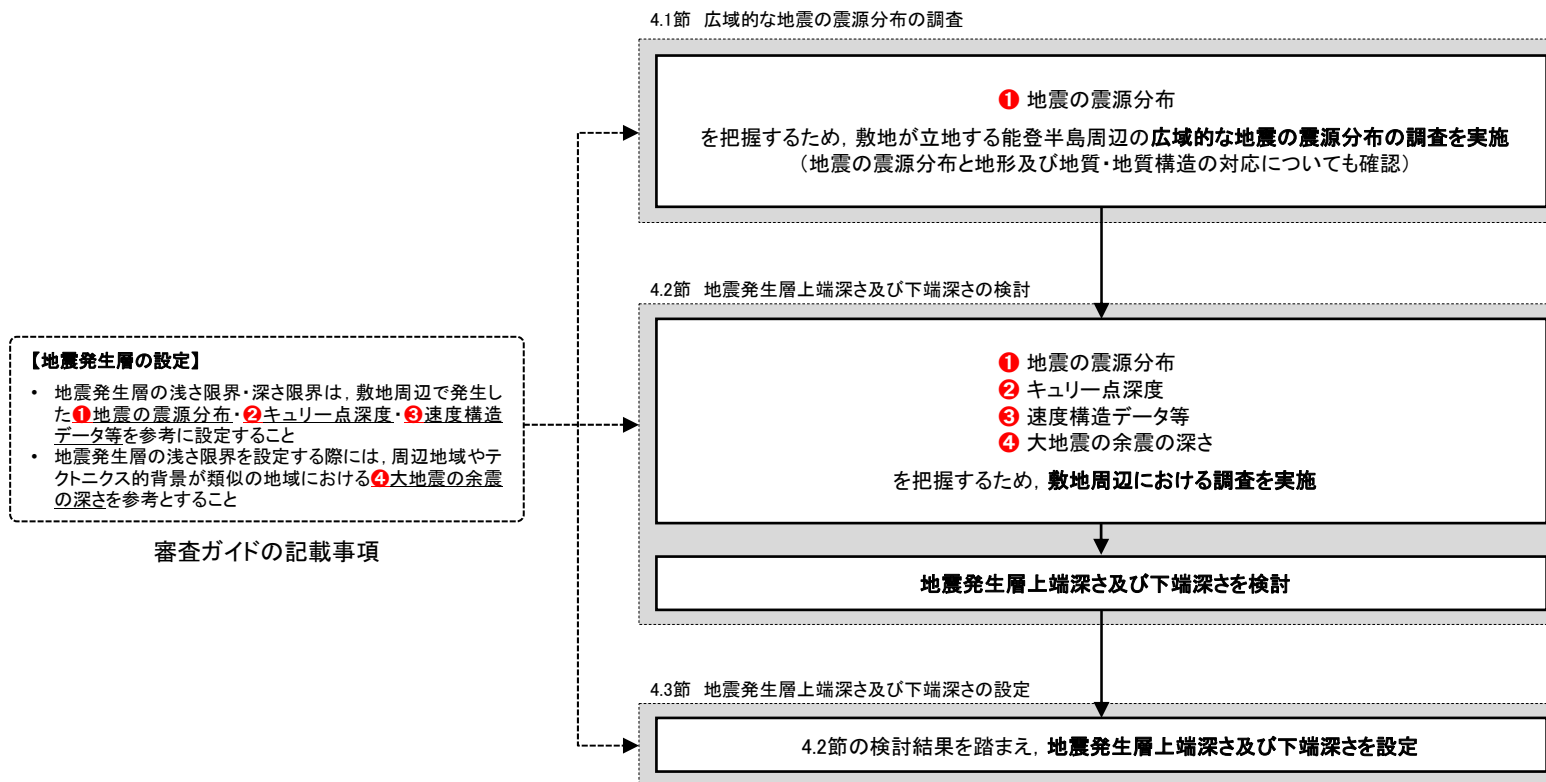 4.1節 広域的な地震の震源分布の調査
❶ 地震の震源分布
を把握するため，敷地が立地する能登半島周辺の広域的な地震の震源分布の調査を実施
（地震の震源分布と地形及び地質・地質構造の対応についても確認）
4.2節 地震発生層上端深さ及び下端深さの検討
❶ 地震の震源分布
❷ キュリー点深度
❸ 速度構造データ等
❹ 大地震の余震の深さ
を把握するため，敷地周辺における調査を実施
地震発生層上端深さ及び下端深さを検討
【地震発生層の設定】
• 地震発生層の浅さ限界・深さ限界は，敷地周辺で発生し
た❶地震の震源分布・❷キュリー点深度・❸速度構造
データ等を参考に設定すること
• 地震発生層の浅さ限界を設定する際には，周辺地域やテ
クトニクス的背景が類似の地域における❹大地震の余震
の深さを参考とすること
審査ガイドの記載事項
4.3節 地震発生層上端深さ及び下端深さの設定
4.2節の検討結果を踏まえ，地震発生層上端深さ及び下端深さを設定